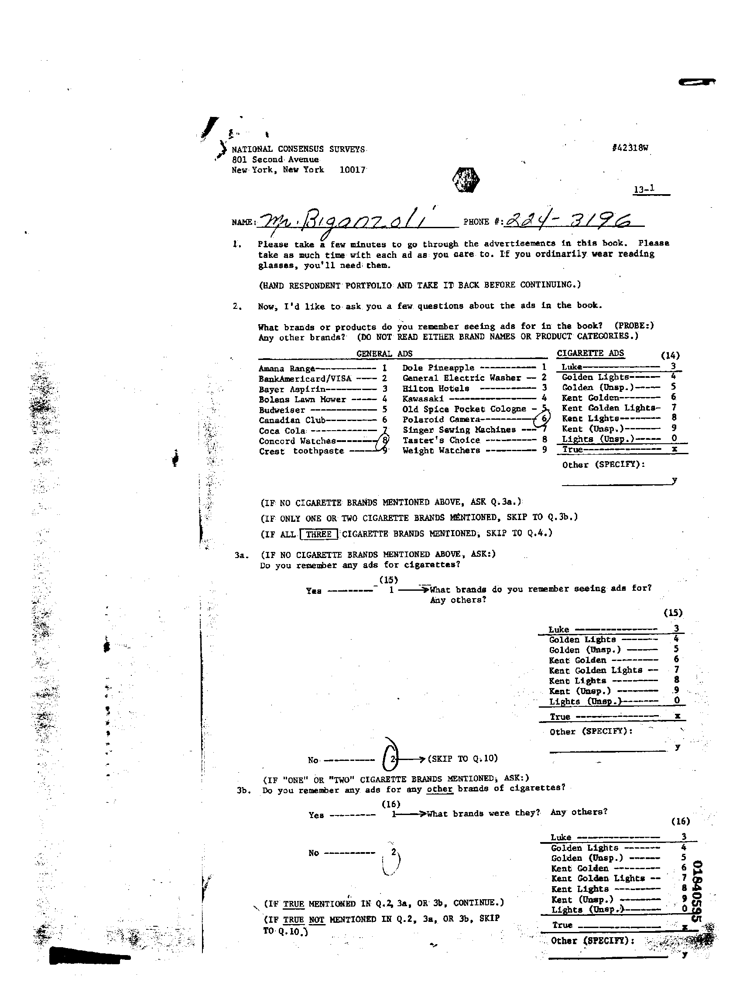 NATIONAL CONSENSUS SURVEYS #42318W
801 Second Avenue
New York, New York 10017
13-1
NAME: Mr. Biganzoli PHONE #: 224-3196
1. Please take a few minutes to go through the advertisements in this book. Please
take as much time with each ad as you care to. If you ordinarily wear reading
glasses, you'll need them.
(HAND RESPONDENT PORTFOLIO AND TAKE IT BACK BEFORE CONTINUING.)
2. Now, I'd like to ask you a few questions about the ads in the book.
What brands or products do you remember seeing ads for in the book? (PROBE:)
Any other brands? (DO NOT READ EITHER BRAND NAMES OR PRODUCT CATEGORIES.)
GENERAL ADS CIGARETTE ADS (14)
Amana Range------------ 1 Dole Pineapple ---------- 1 Luke---------------- 3
BankAmericard/VISA ---- 2 General Electric Washer -- 2 Golden Lights------ 4
Bayer Aspirin---------- 3 Hilton Hotels ---------- 3 Golden (Unsp.)----- 5
Bolens Lawn Mower ----- 4 Kawasaki --------------- 4 Kent Golden-------- 6
Budweiser ------------- 5 Old Spice Pocket Cologne - 5 Kent Golden Lights- 7
Canadian Club---------- 6 Polaroid Camera--------- 6 Kent Lights-------- 8
Coca Cola ------------- 7 Singer Sewing Machines --- 7 Kent (Unsp.)------- 9
Concord Watches-------- 8 Taster's Choice --------- 8 Lights (Unsp.)----- 0
Crest toothpaste ------ 9 Weight Watchers --------- 9 True--------------- x
Other (SPECIFY):
y
(IF NO CIGARETTE BRANDS MENTIONED ABOVE, ASK Q.3a.)
(IF ONLY ONE OR TWO CIGARETTE BRANDS MENTIONED, SKIP TO Q.3b.)
(IF ALL THREE CIGARETTE BRANDS MENTIONED, SKIP TO Q.4.)
3a. (IF NO CIGARETTE BRANDS MENTIONED ABOVE, ASK:)
Do you remember any ads for cigarettes?
(15)
Yes -------- 1 What brands do you remember seeing ads for?
Any others?
(15)
Luke --------------- 3
Golden Lights ------- 4
Golden (Unsp.) ------ 5
Kent Golden --------- 6
Kent Golden Lights -- 7
Kent Lights --------- 8
Kent (Unsp.) -------- 9
Lights (Unsp.)------- 0
True ---------------- x
Other (SPECIFY):
y
No --------- 2 (SKIP TO Q.10)
(IF "ONE" OR "TWO" CIGARETTE BRANDS MENTIONED, ASK:)
3b. Do you remember any ads for any other brands of cigarettes?
(16)
Yes --------- 1 What brands were they? Any others?
(16)
Luke ---------------- 3
Golden Lights ------- 4
No ---------- 2 Golden (Unsp.) ------ 5
Kent Golden --------- 6
Kent Golden Lights -- 7
Kent Lights --------- 8
(IF TRUE MENTIONED IN Q.2, 3a, OR 3b, CONTINUE.) Kent (Unsp.) -------- 9
Lights (Unsp.)------- 0
(IF TRUE NOT MENTIONED IN Q.2, 3a, OR 3b, SKIP
TO Q.10.) True ---------------- x
Other (SPECIFY):
y
01840595